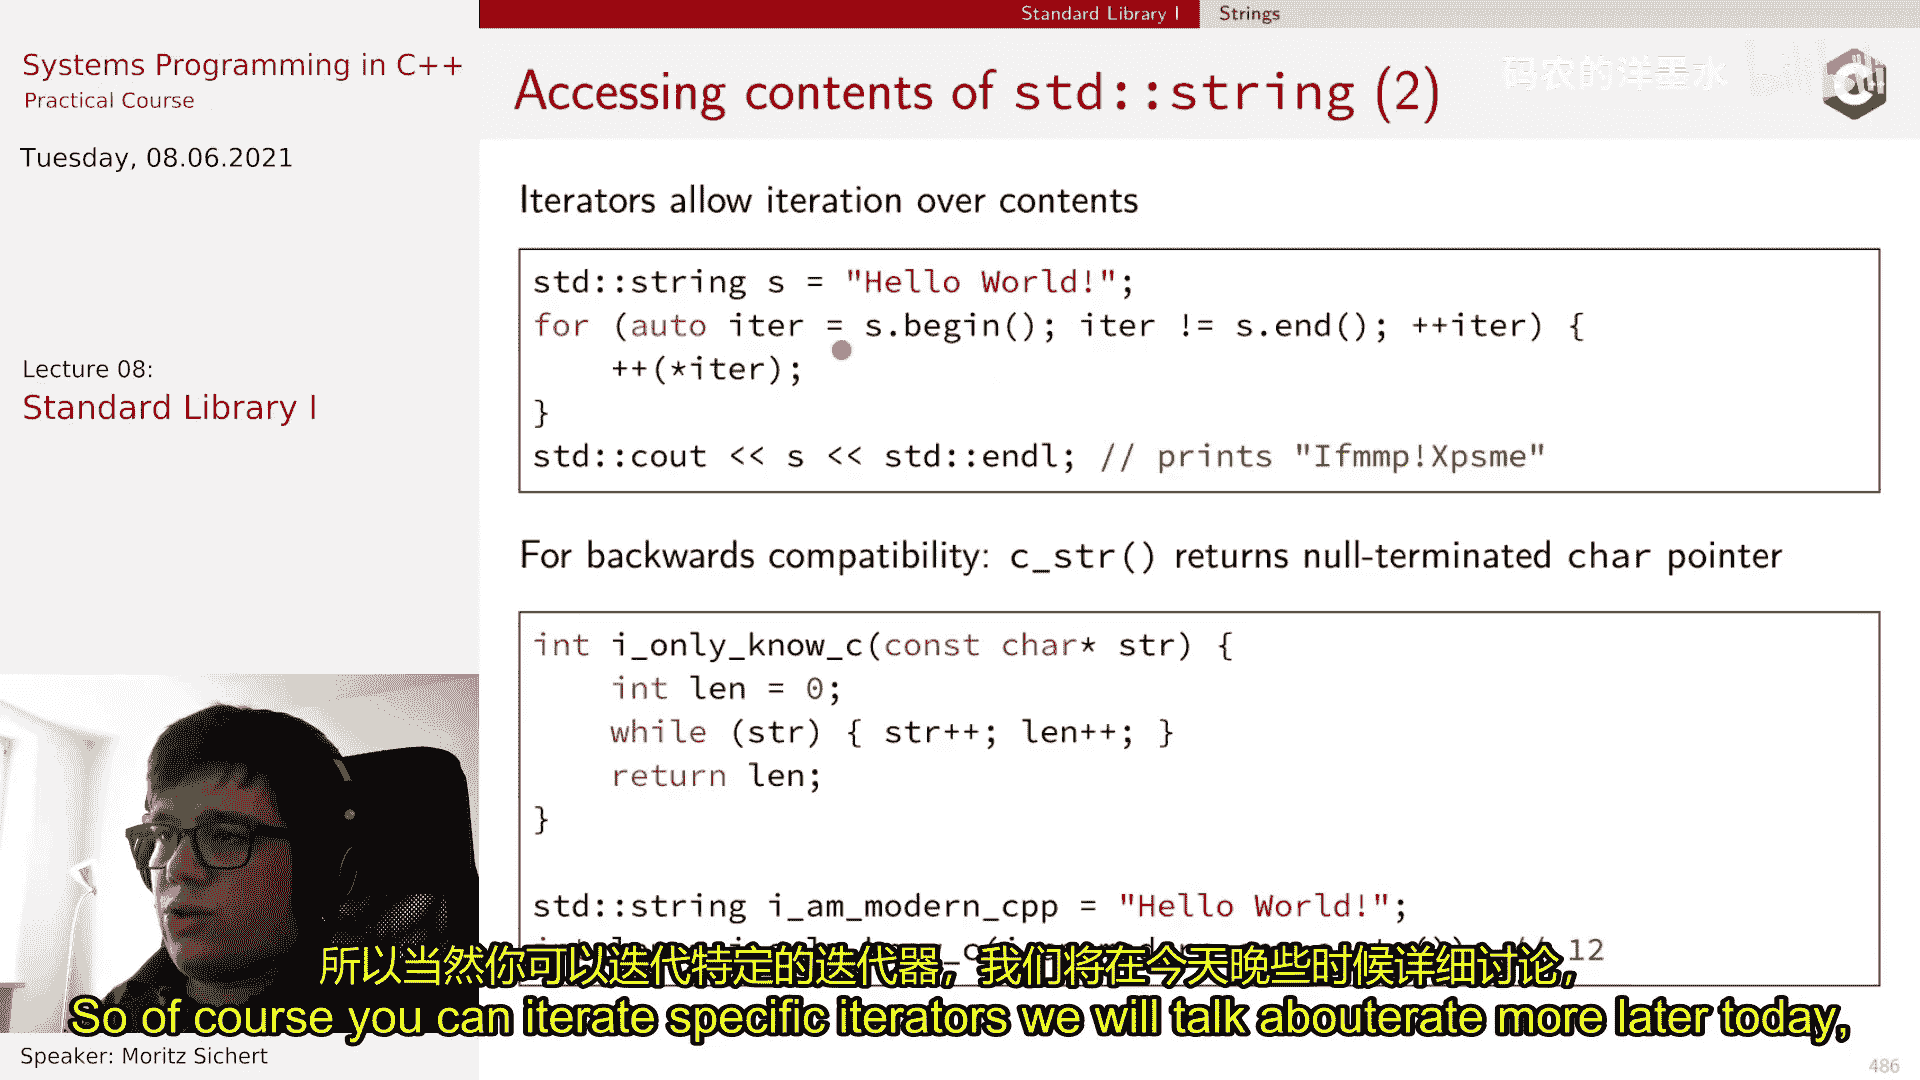 Standard Library I
Strings
Systems Programming in C++
Practical Course
Tuesday, 08.06.2021
Lecture 08:
Standard Library I
Accessing contents of std::string (2)
码农的洋墨水
Iterators allow iteration over contents
std::string s = "Hello World!";
for (auto iter = s.begin(); iter != s.end(); ++iter) {
++(*iter);
}
std::cout << s << std::endl; // prints "Ifmmp!Xpsme"
For backwards compatibility: c_str() returns null-terminated char pointer
int i_only_know_c(const char* str) {
int len = 0;
while (str) { str++; len++; }
return len;
}
std::string i_am_modern_cpp = "Hello World!";
12
所以当然你可以迭代特定的迭代器，我们将在今天晚些时候详细讨论，
So of course you can iterate specific iterators we will talk abouterate more later today,
Speaker: Moritz Sichert
486